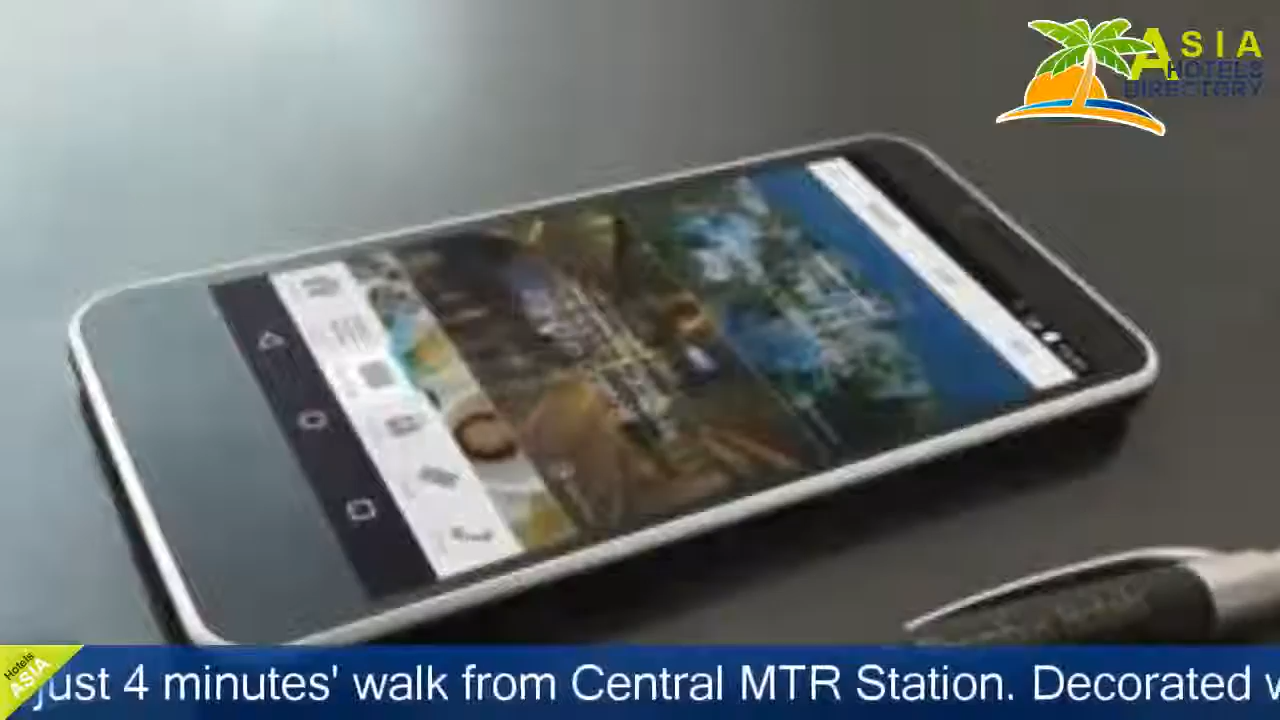 ASIA
HOTELS
DIRECTORY
Hotels
ASIA
just 4 minutes' walk from Central MTR Station. Decorated